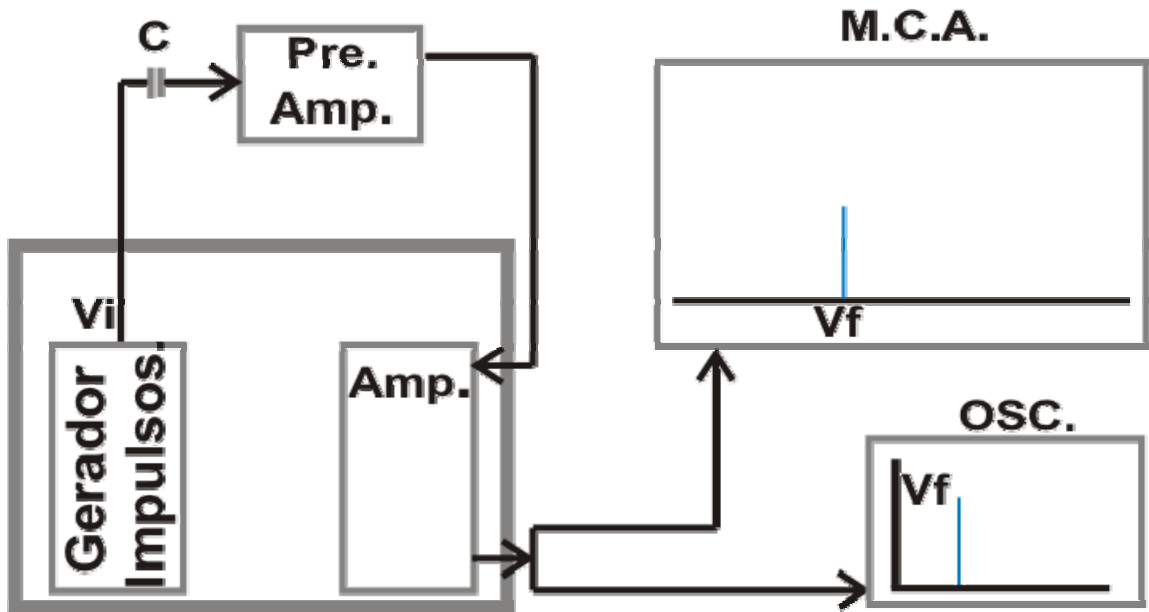 C
Pre.
Amp.
M.C.A.
Vf
Vi
Gerador
Impulsos.
Amp.
OSC.
Vf